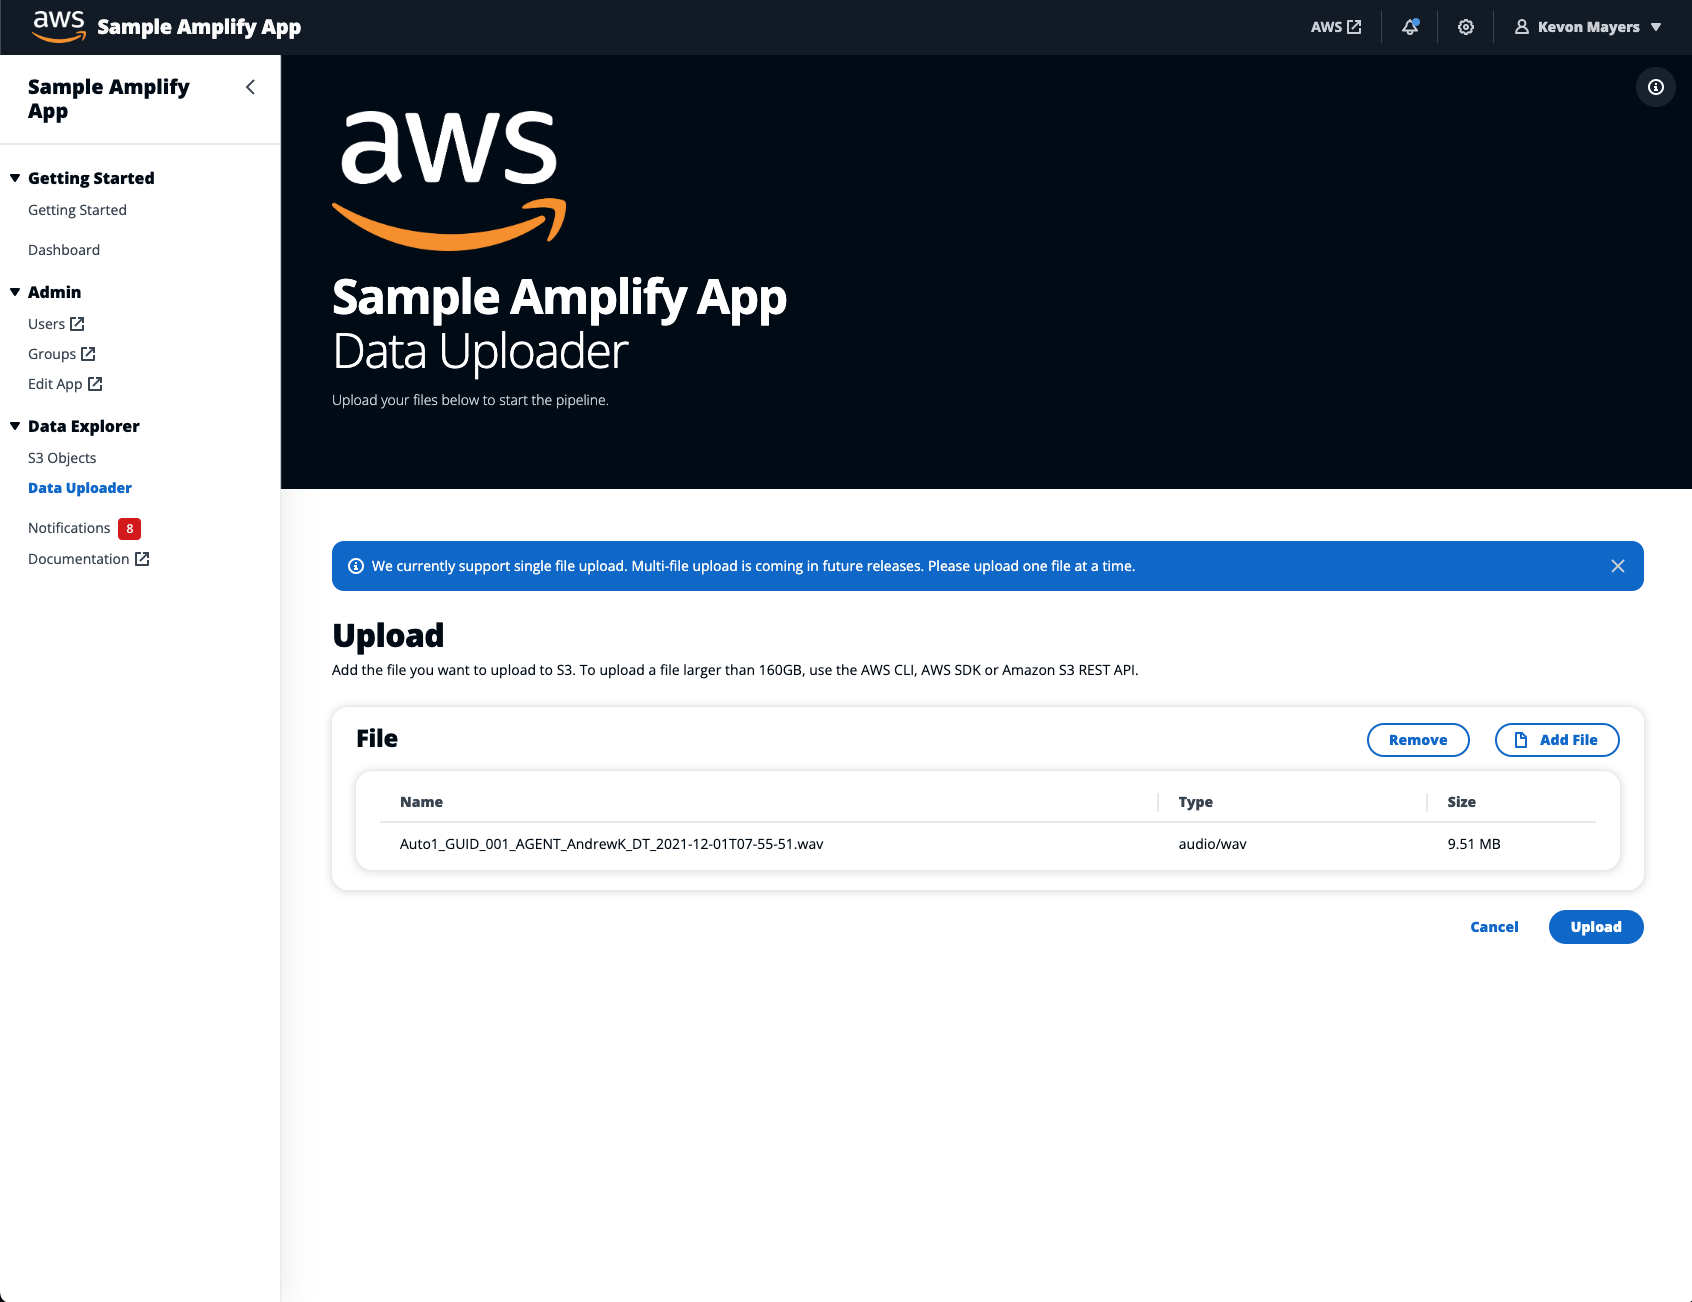 aws Sample Amplify App
AWS
Kevon Mayers
Sample Amplify
App
Getting Started
Getting Started
Dashboard
Admin
Users
Groups
Edit App
Data Explorer
S3 Objects
Data Uploader
Notifications 8
Documentation
aws
Sample Amplify App
Data Uploader
Upload your files below to start the pipeline.
We currently support single file upload. Multi-file upload is coming in future releases. Please upload one file at a time.
Upload
Add the file you want to upload to S3. To upload a file larger than 160GB, use the AWS CLI, AWS SDK or Amazon S3 REST API.
File
Remove
Add File
Name Type Size
Auto1_GUID_001_AGENT_AndrewK_DT_2021-12-01T07-55-51.wav audio/wav 9.51 MB
Cancel
Upload